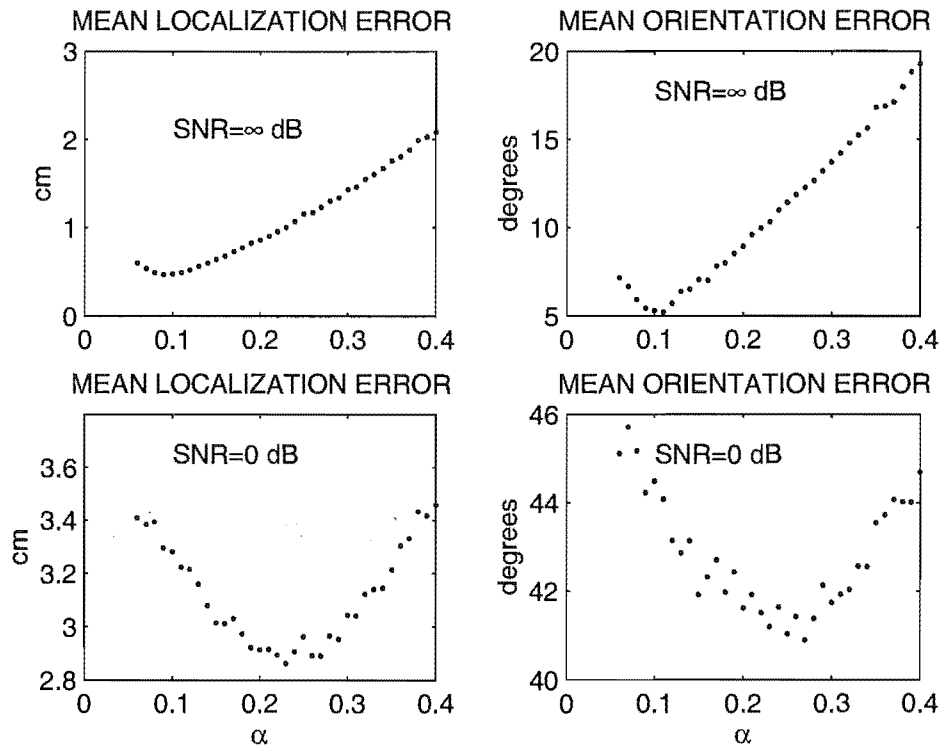 MEAN LOCALIZATION ERROR
3
2
1
0
cm
SNR=∞ dB
0 0.1 0.2 0.3 0.4
MEAN ORIENTATION ERROR
20
15
10
5
degrees
SNR=∞ dB
0 0.1 0.2 0.3 0.4
MEAN LOCALIZATION ERROR
3.6
3.4
3.2
3
2.8
cm
SNR=0 dB
0 0.1 0.2 0.3 0.4
α
MEAN ORIENTATION ERROR
46
44
42
40
degrees
SNR=0 dB
0 0.1 0.2 0.3 0.4
α